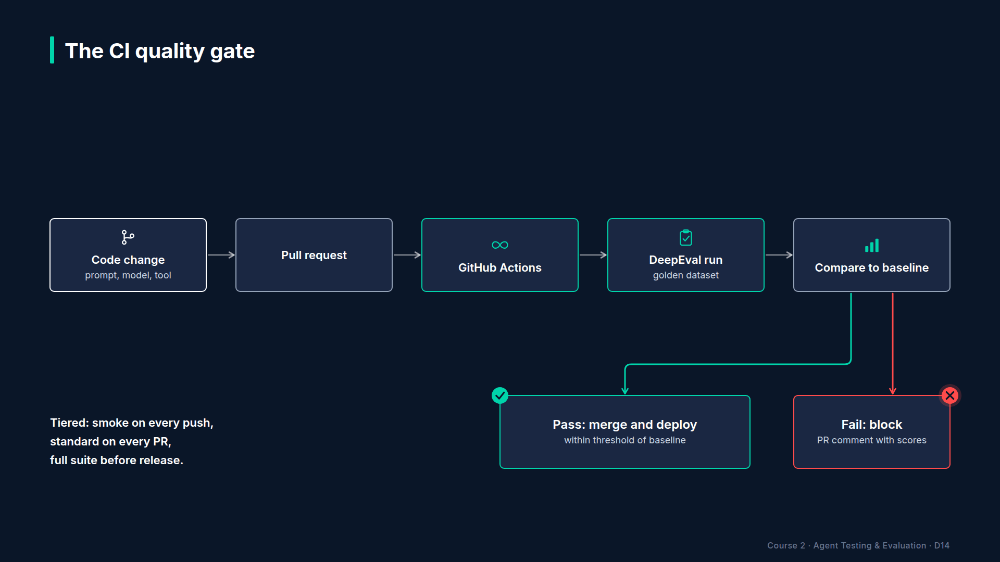 The CI quality gate
Code change
prompt, model, tool
Pull request
GitHub Actions
DeepEval run
golden dataset
Compare to baseline
Pass: merge and deploy
within threshold of baseline
Fail: block
PR comment with scores
Tiered: smoke on every push,
standard on every PR,
full suite before release.
Course 2 · Agent Testing & Evaluation · D14